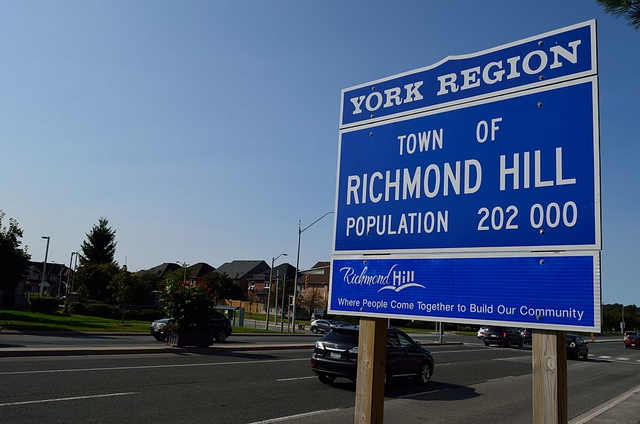 YORK REGION
TOWN OF
RICHMOND HILL
POPULATION 202 000
Richmond Hill
Where People Come Together to Build Our Community